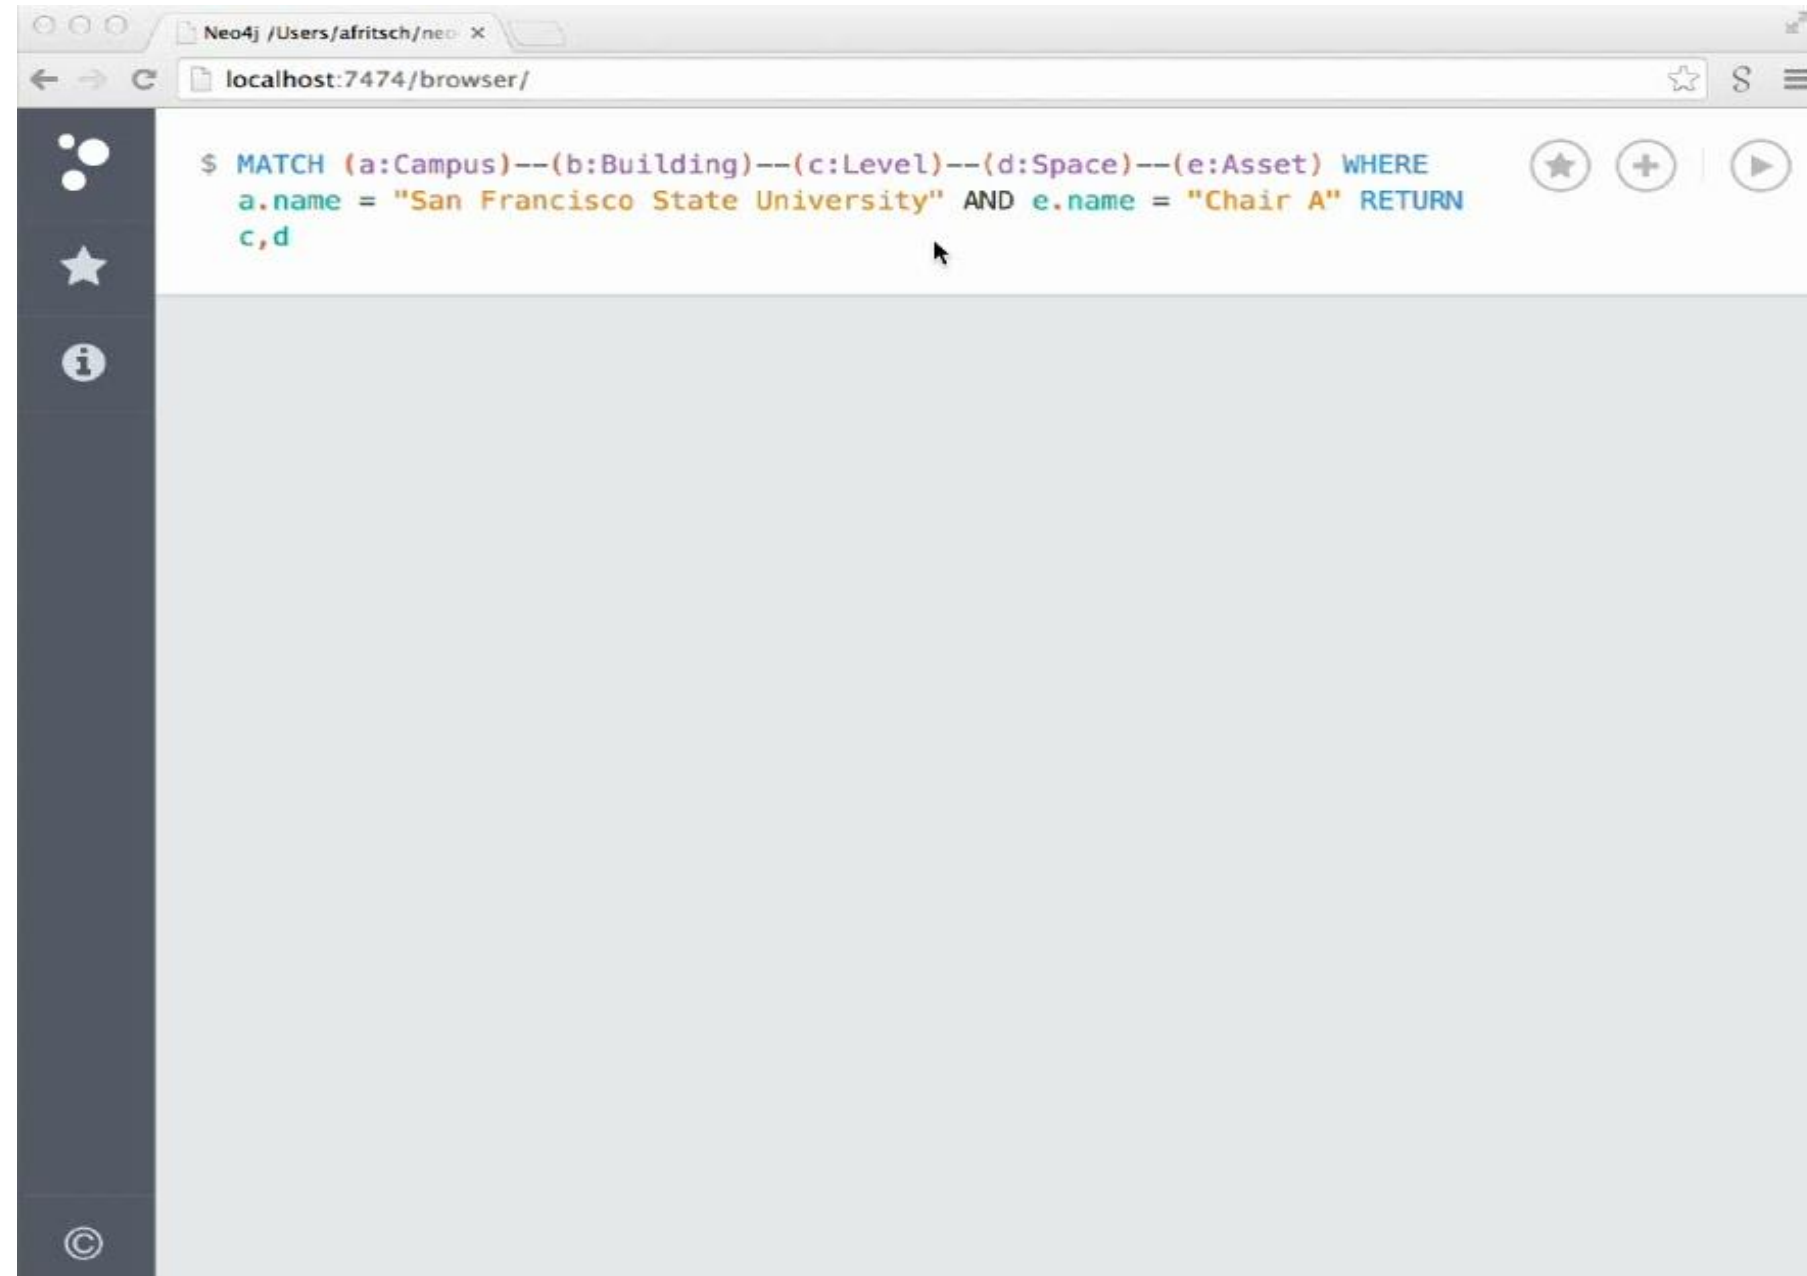 Neo4j /Users/afritsch/neo
localhost:7474/browser/
$ MATCH (a:Campus)--(b:Building)--(c:Level)--(d:Space)--(e:Asset) WHERE
a.name = "San Francisco State University" AND e.name = "Chair A" RETURN
c,d
©